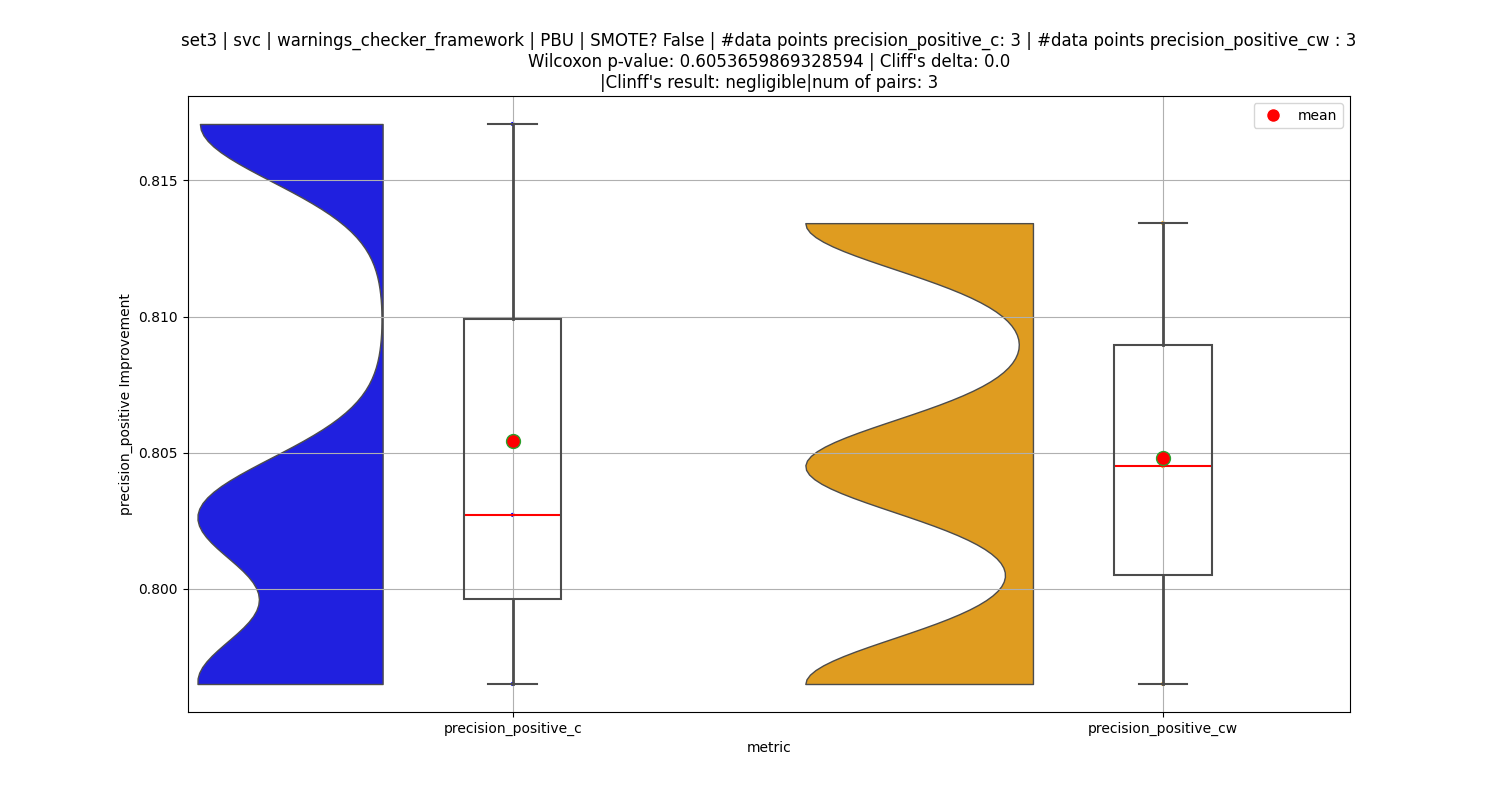 set3 | svc | warnings_checker_framework | PBU | SMOTE? False | #data points precision_positive_c: 3 | #data points precision_positive_cw : 3
Wilcoxon p-value: 0.6053659869328594 | Cliff's delta: 0.0
|Clinff's result: negligible|num of pairs: 3
mean
0.815
0.810
0.805
0.800
precision_positive Improvement
precision_positive_c
precision_positive_cw
metric